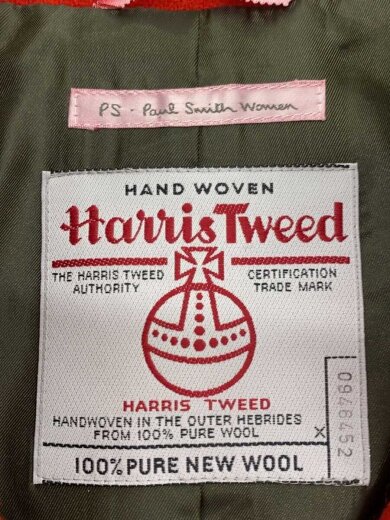 PS - Paul Smith Women
HAND WOVEN
Harris Tweed
THE HARRIS TWEED
AUTHORITY
CERTIFICATION
TRADE MARK
HARRIS TWEED
HANDWOVEN IN THE OUTER HEBRIDES
FROM 100% PURE WOOL
X
0948452
100% PURE NEW WOOL